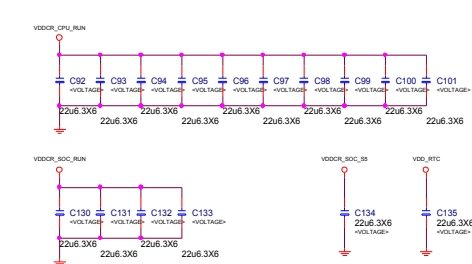 VDDCR_CPU_RUN
C92 C93 C94 C95 C96 C97 C98 C99 C100 C101
<VOLTAGE> <VOLTAGE> <VOLTAGE> <VOLTAGE> <VOLTAGE> <VOLTAGE> <VOLTAGE> <VOLTAGE> <VOLTAGE> <VOLTAGE>
22u6.3X6 22u6.3X6 22u6.3X6 22u6.3X6 22u6.3X6
22u6.3X6 22u6.3X6 22u6.3X6 22u6.3X6 22u6.3X6
VDDCR_SOC_RUN VDDCR_SOC_S5 VDD_RTC
C130 C131 C132 C133 C134 C135
<VOLTAGE> <VOLTAGE> <VOLTAGE> <VOLTAGE> 22u6.3X6 22u6.3X6
<VOLTAGE> <VOLTAGE>
22u6.3X6 22u6.3X6
22u6.3X6 22u6.3X6